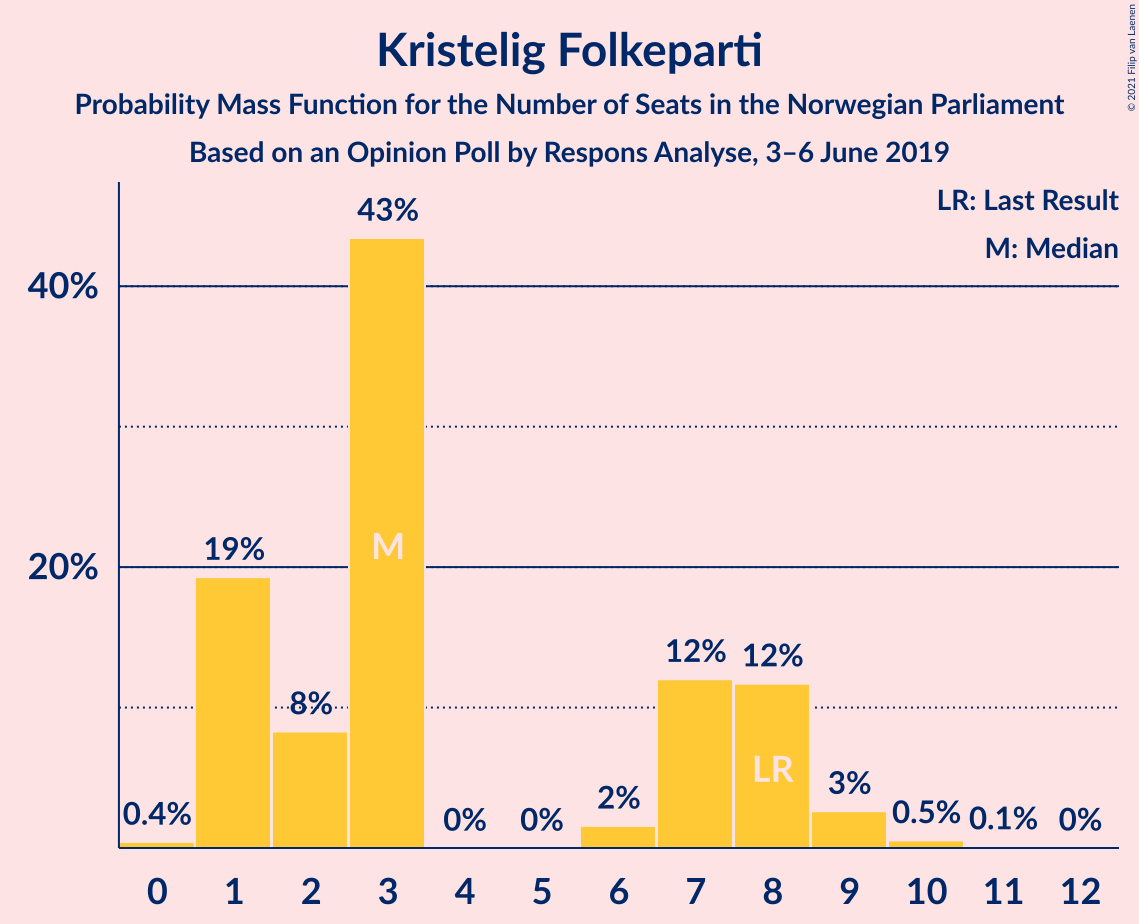 Kristelig Folkeparti
Probability Mass Function for the Number of Seats in the Norwegian Parliament
Based on an Opinion Poll by Respons Analyse, 3–6 June 2019
© 2021 Filip van Laenen
LR: Last Result
M: Median
43%
40%
M
19%
20%
12% 12%
8%
LR
3%
2%
0.4% 0% 0% 0.5% 0.1% 0%
0 1 2 3 4 5 6 7 8 9 10 11 12